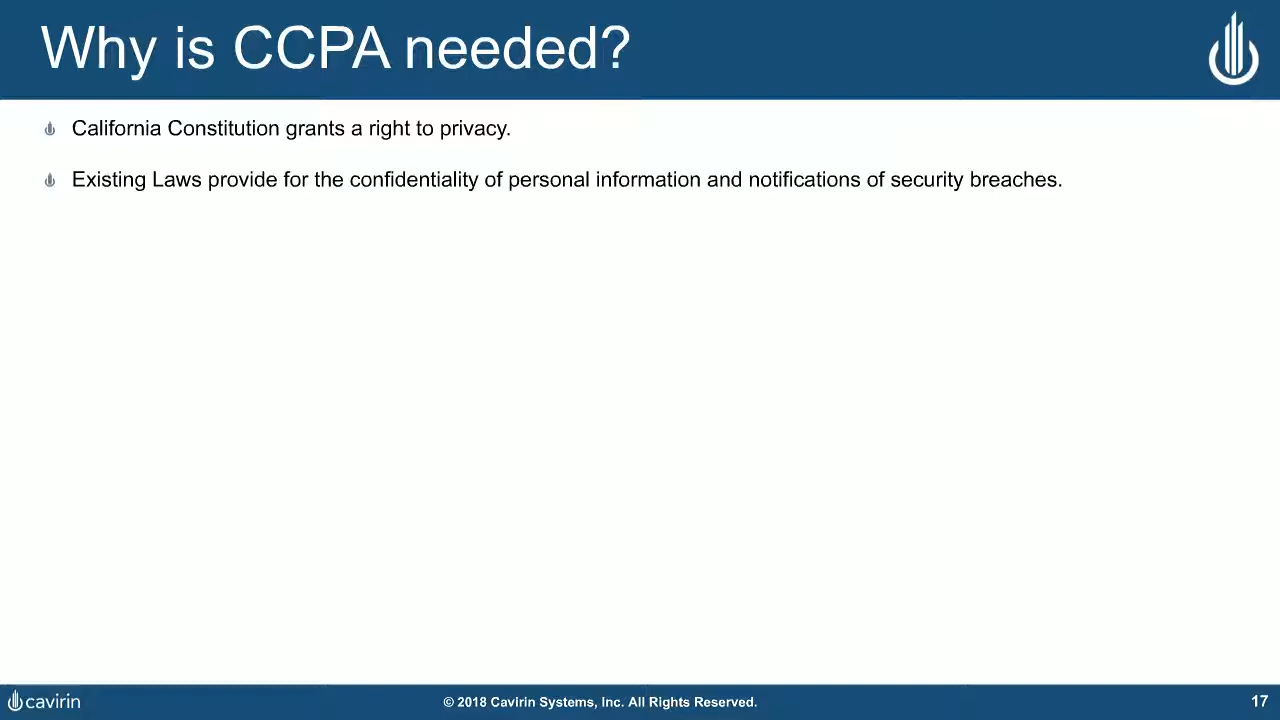 Why is CCPA needed?
California Constitution grants a right to privacy.
Existing Laws provide for the confidentiality of personal information and notifications of security breaches.
cavirin
© 2018 Cavirin Systems, Inc. All Rights Reserved.
17